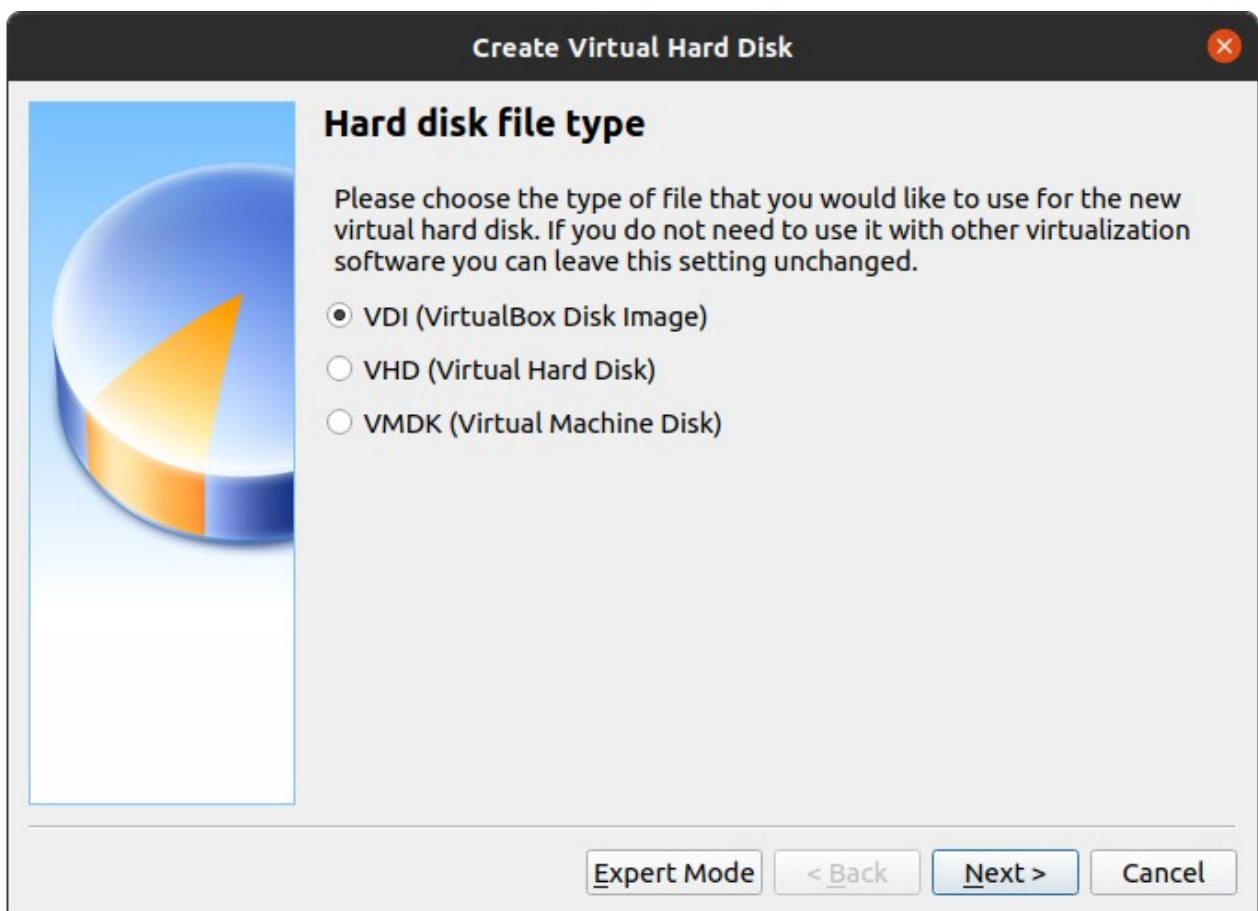 Create Virtual Hard Disk
Hard disk file type
Please choose the type of file that you would like to use for the new
virtual hard disk. If you do not need to use it with other virtualization
software you can leave this setting unchanged.
VDI (VirtualBox Disk Image)
VHD (Virtual Hard Disk)
VMDK (Virtual Machine Disk)
Expert Mode
< Back
Next >
Cancel